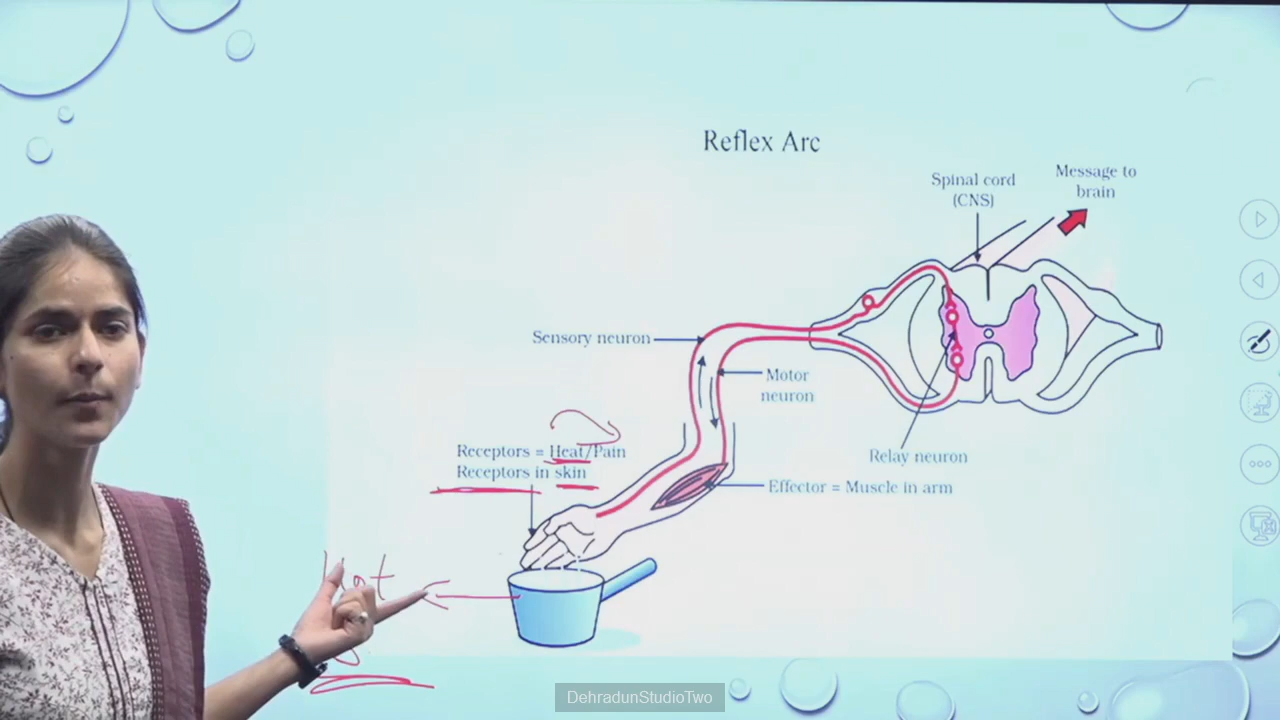 Reflex Arc
Spinal cord
(CNS)
Message to
brain
Sensory neuron
Motor
neuron
Receptors = Heat/Pain
Receptors in skin
Relay neuron
Effector = Muscle in arm
DehradunStudioTwo